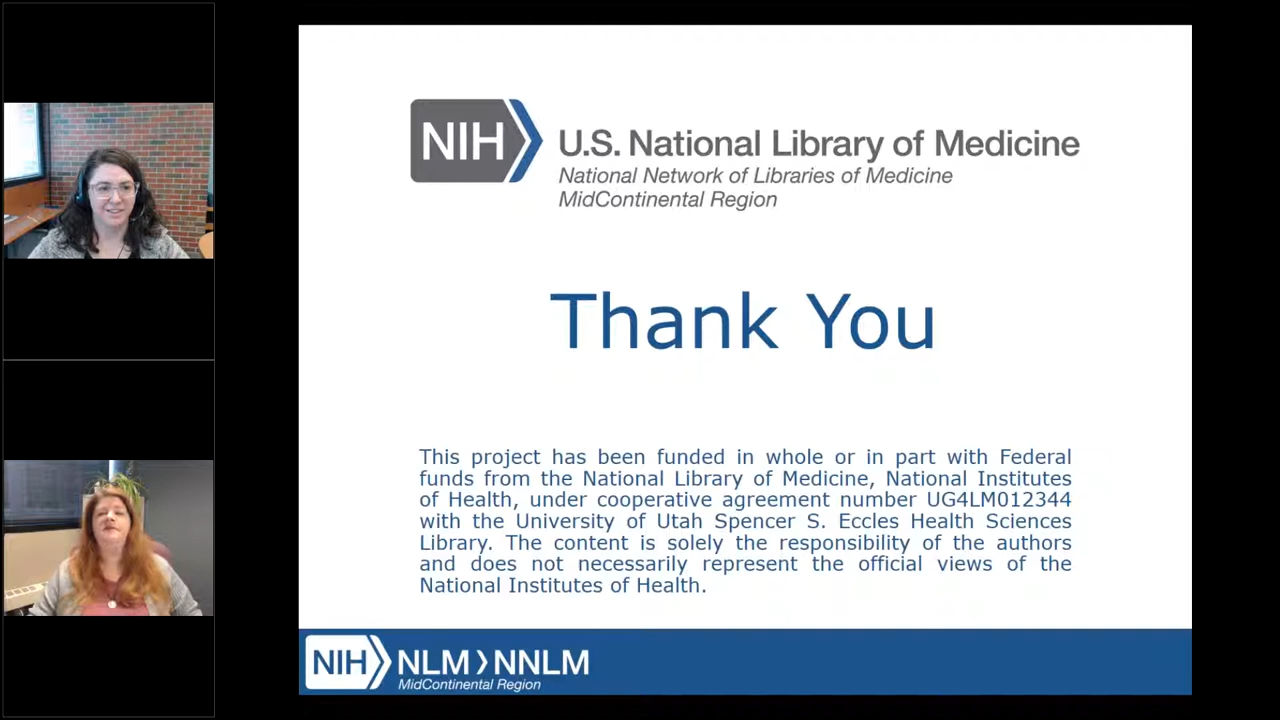 NIH
U.S. National Library of Medicine
National Network of Libraries of Medicine
MidContinental Region
Thank You
This project has been funded in whole or in part with Federal
funds from the National Library of Medicine, National Institutes
of Health, under cooperative agreement number UG4LM012344
with the University of Utah Spencer S. Eccles Health Sciences
Library. The content is solely the responsibility of the authors
and does not necessarily represent the official views of the
National Institutes of Health.
NIH NLM NNLM
MidContinental Region